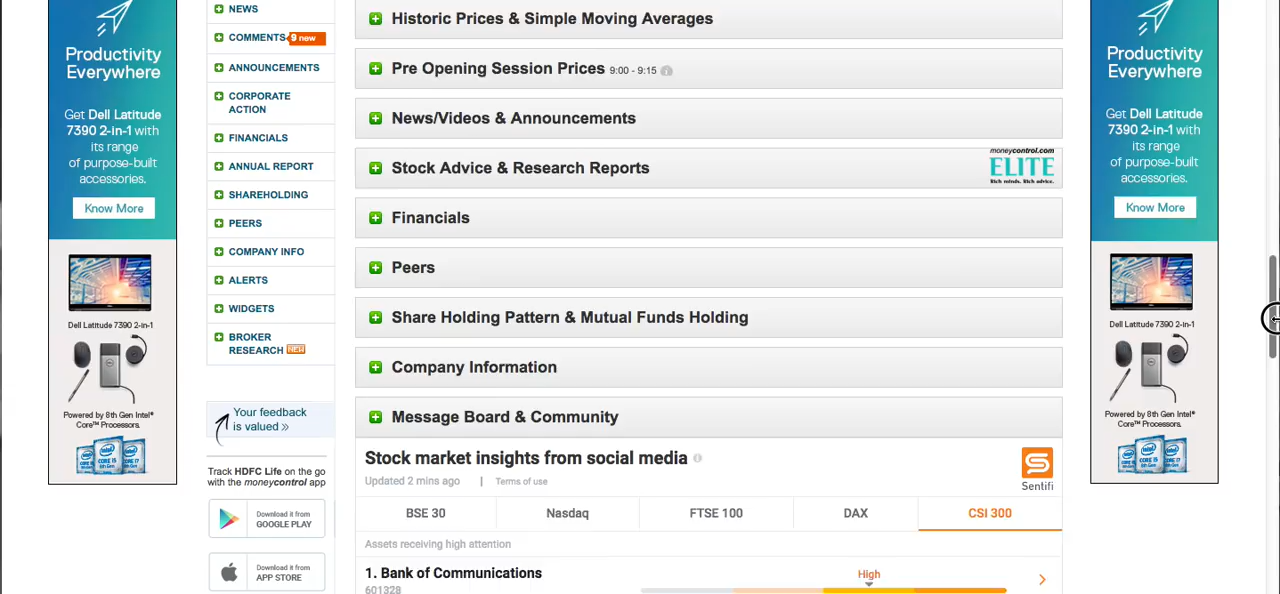 Productivity
Everywhere
Get Dell Latitude
7390 2-in-1 with
its range
of purpose-built
accessories.
Know More
Dell Latitude 7390 2-in-1
Powered by 8th Gen Intel®
Core™ Processors.
NEWS
COMMENTS 9 new
ANNOUNCEMENTS
CORPORATE
ACTION
FINANCIALS
ANNUAL REPORT
SHAREHOLDING
PEERS
COMPANY INFO
ALERTS
WIDGETS
BROKER
RESEARCH NEW
Your feedback
is valued »
Track HDFC Life on the go
with the moneycontrol app
Download it from
GOOGLE PLAY
Download it from
APP STORE
Historic Prices & Simple Moving Averages
Pre Opening Session Prices 9:00 - 9:15
News/Videos & Announcements
Stock Advice & Research Reports
moneycontrol.com
ELITE
Rich minds. Rich advice.
Financials
Peers
Share Holding Pattern & Mutual Funds Holding
Company Information
Message Board & Community
Stock market insights from social media
Updated 2 mins ago | Terms of use
Sentifi
BSE 30 Nasdaq FTSE 100 DAX CSI 300
Assets receiving high attention
1. Bank of Communications
High
601328
Productivity
Everywhere
Get Dell Latitude
7390 2-in-1 with
its range
of purpose-built
accessories.
Know More
Dell Latitude 7390 2-in-1
Powered by 8th Gen Intel®
Core™ Processors.